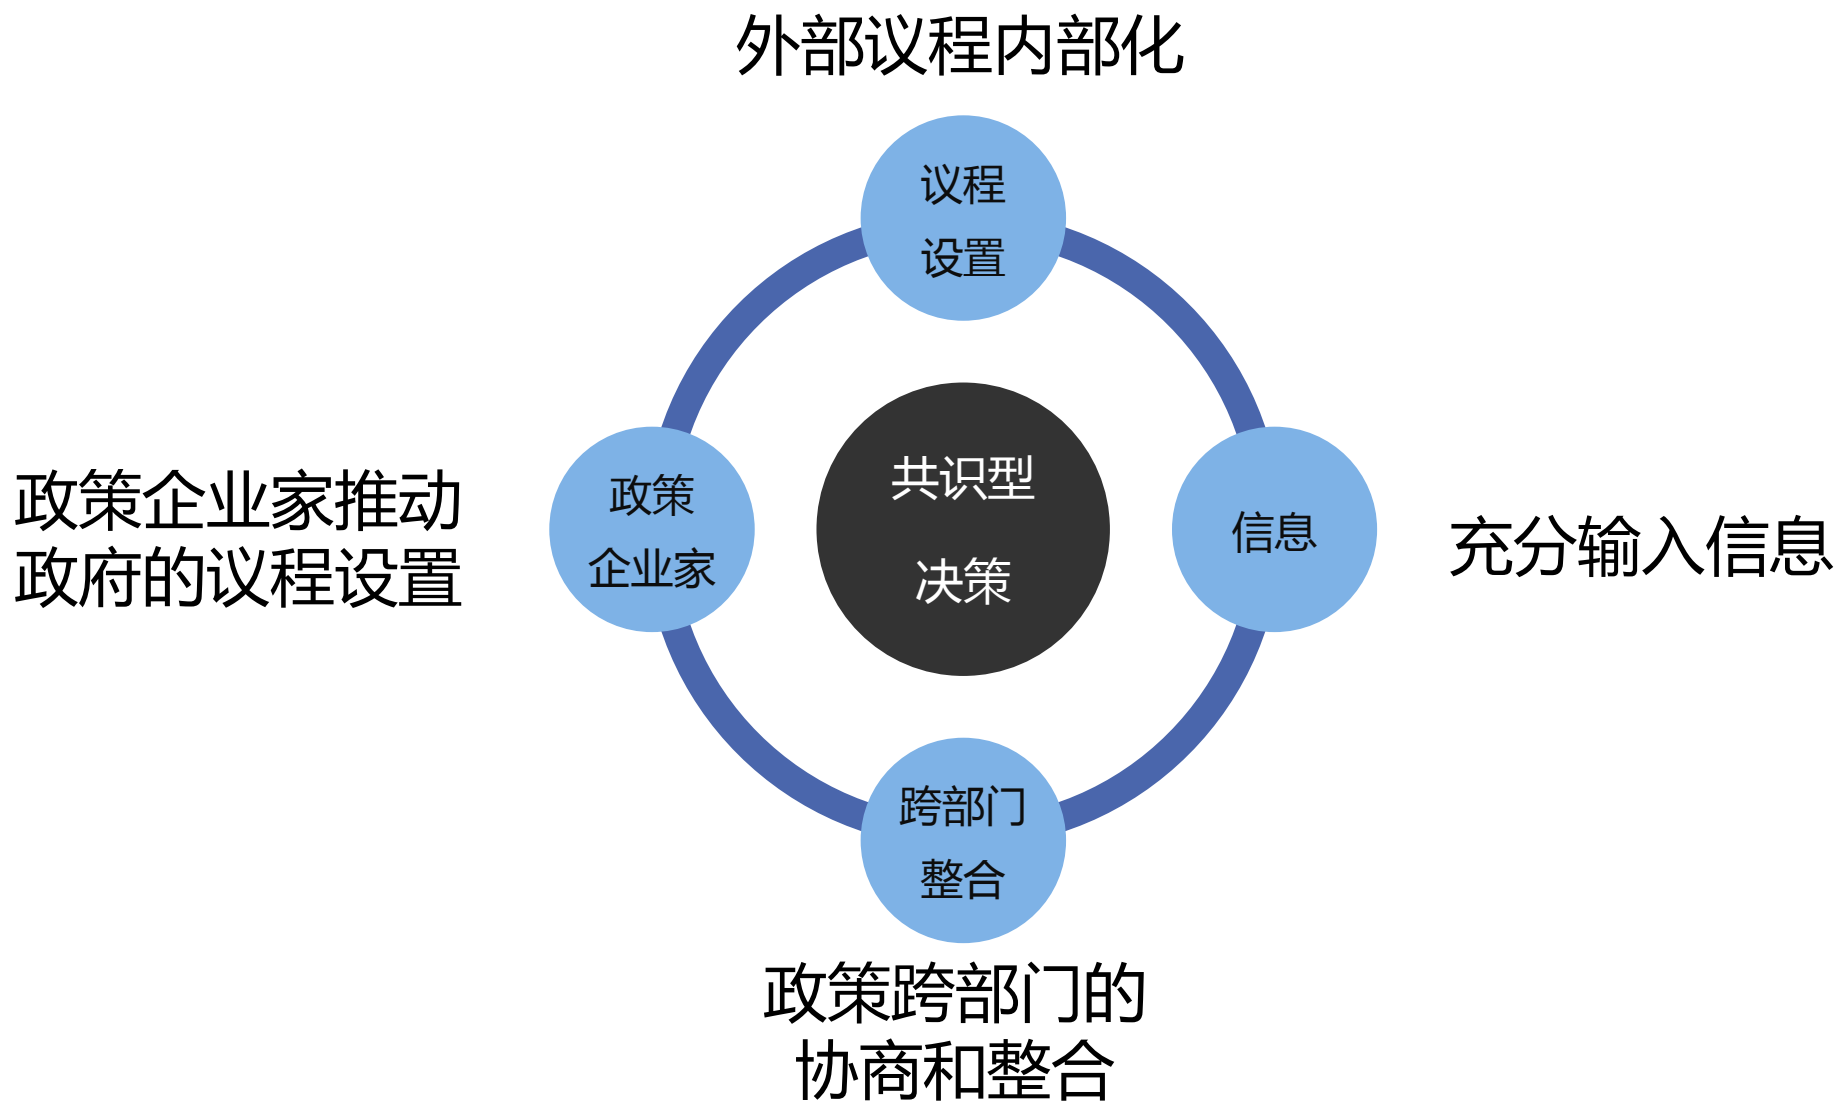 外部议程内部化
议程
设置
政策企业家推动
政府的议程设置
政策
企业家
共识型
决策
信息
充分输入信息
跨部门
整合
政策跨部门的
协商和整合